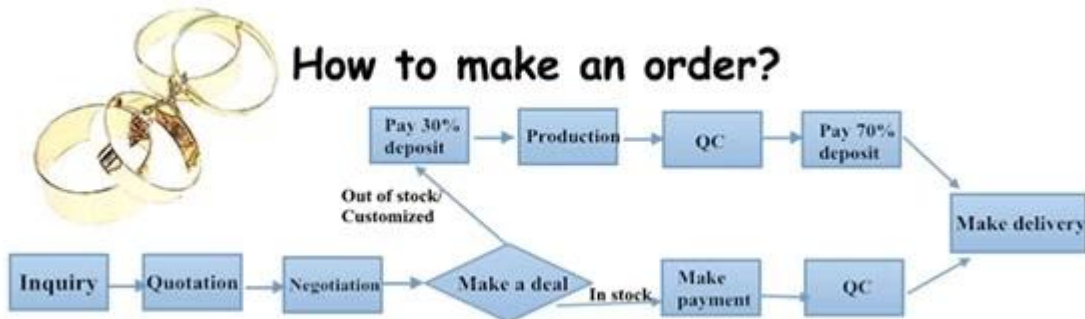 How to make an order?
Pay 30%
deposit
Production
QC
Pay 70%
deposit
Out of stock/
Customized
Make delivery
Inquiry
Quotation
Negotiation
Make a deal
In stock
Make
payment
QC